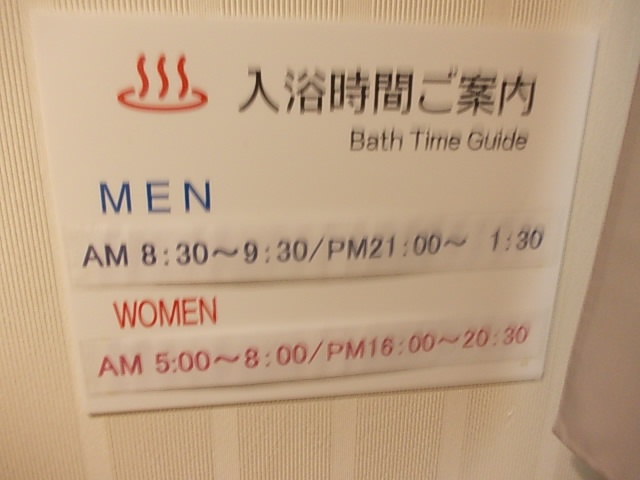 入浴時間ご案内
Bath Time Guide
MEN
AM 8:30～9:30/PM21:00～ 1:30
WOMEN
AM 5:00～8:00/PM16:00～20:30